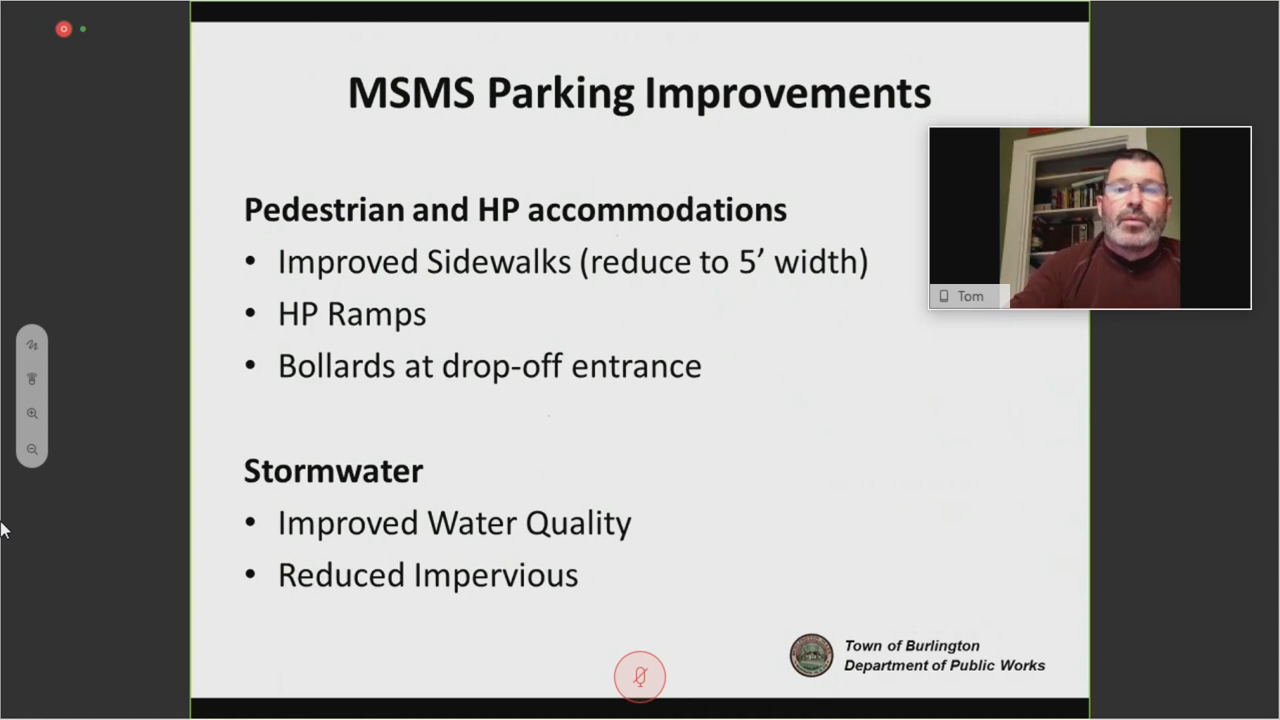 MSMS Parking Improvements
Pedestrian and HP accommodations
• Improved Sidewalks (reduce to 5’ width)
• HP Ramps
• Bollards at drop-off entrance
Tom
Stormwater
• Improved Water Quality
• Reduced Impervious
Town of Burlington
Department of Public Works